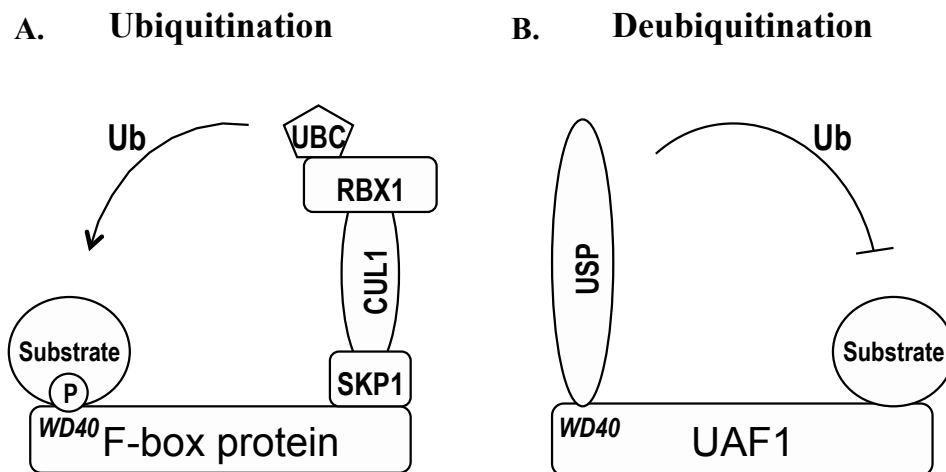 A. Ubiquitination
Ub
UBC
RBX1
CUL1
SKP1
Substrate
P
WD40 F-box protein
B. Deubiquitination
Ub
USP
Substrate
WD40 UAF1